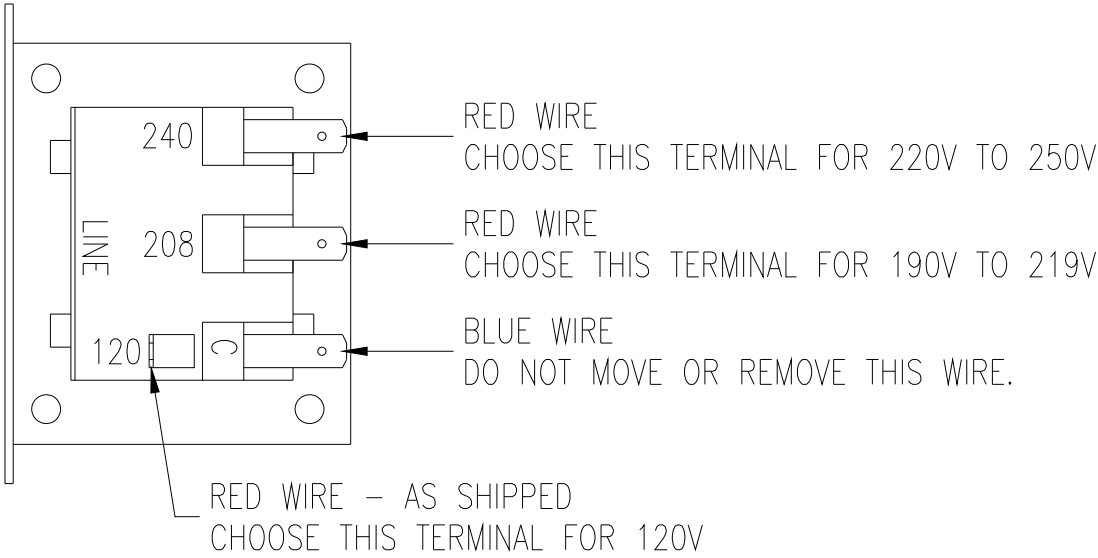 240
RED WIRE
CHOOSE THIS TERMINAL FOR 220V TO 250V
LINE
208
RED WIRE
CHOOSE THIS TERMINAL FOR 190V TO 219V
120
C
BLUE WIRE
DO NOT MOVE OR REMOVE THIS WIRE.
RED WIRE – AS SHIPPED
CHOOSE THIS TERMINAL FOR 120V